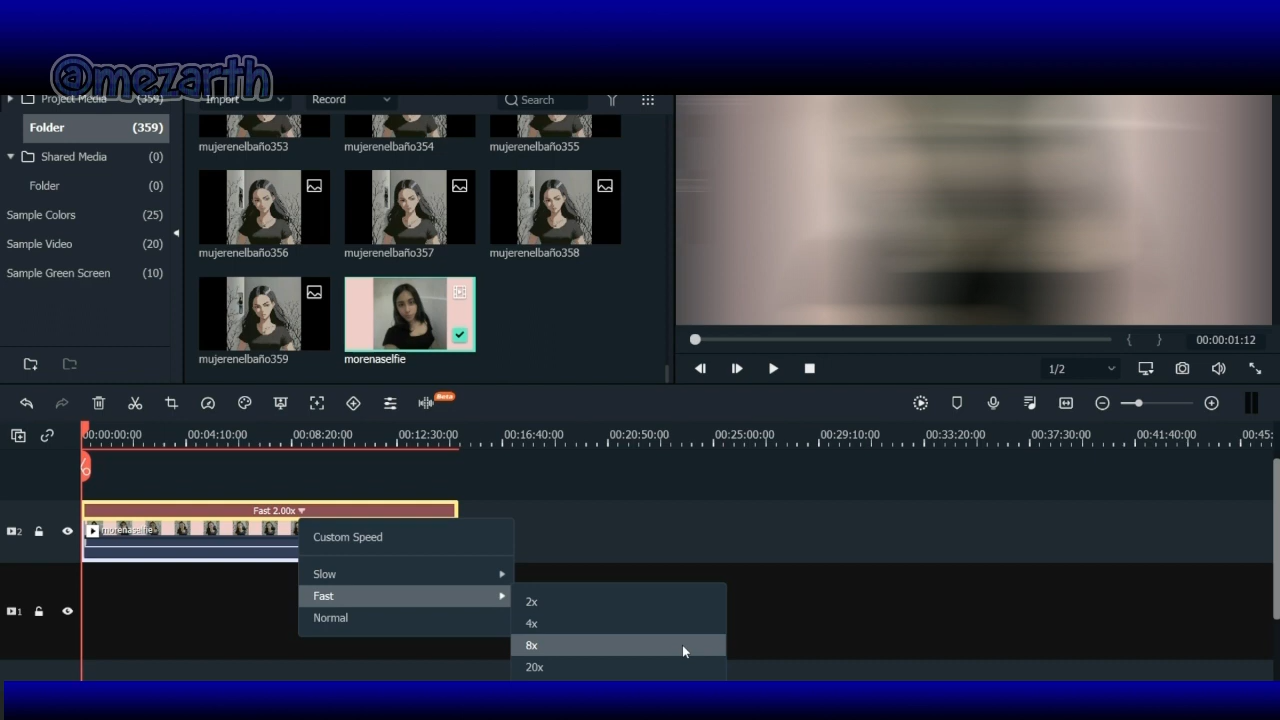 @mezarth
Project Media (359)
Import
Record
Search
Folder (359)
Shared Media (0)
Folder (0)
Sample Colors (25)
Sample Video (20)
Sample Green Screen (10)
mujerenelbaño353
mujerenelbaño354
mujerenelbaño355
mujerenelbaño356
mujerenelbaño357
mujerenelbaño358
mujerenelbaño359
morenaselfie
00:00:01:12
1/2
Beta
00:00:00:00
00:04:10:00
00:08:20:00
00:12:30:00
00:16:40:00
00:20:50:00
00:25:00:00
00:29:10:00
00:33:20:00
00:37:30:00
00:41:40:00
00:45:
Fast 2.00x
2
morenaselfie
Custom Speed
Slow
Fast
Normal
2x
4x
8x
20x
1